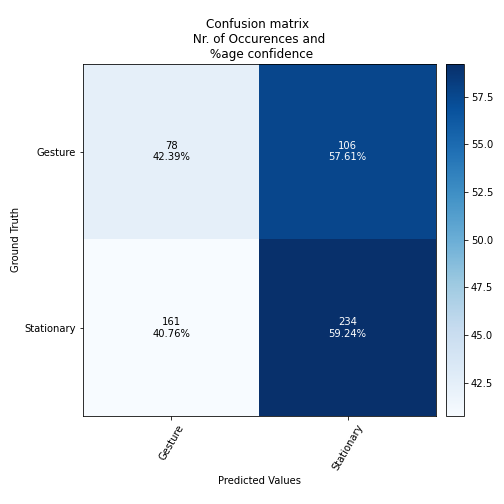 Confusion matrix
Nr. of Occurences and
%age confidence
Ground Truth
Gesture
78
42.39%
106
57.61%
Stationary
161
40.76%
234
59.24%
Gesture
Stationary
Predicted Values
57.5
55.0
52.5
50.0
47.5
45.0
42.5